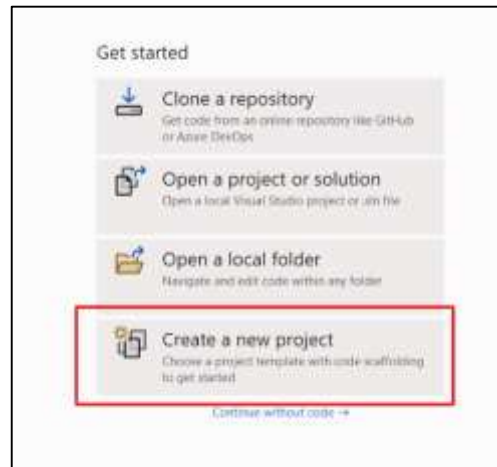 Get started
Clone a repository
Get code from an online repository like GitHub
or Azure DevOps
Open a project or solution
Open a local Visual Studio project or .sln file
Open a local folder
Navigate and edit code within any folder
Create a new project
Choose a project template with code scaffolding
to get started
Continue without code →